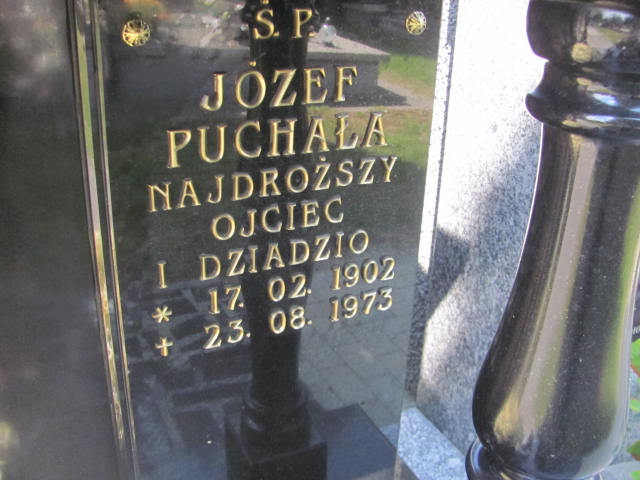 Ś. P.
JÓZEF
PUCHAŁA
NAJDROŻSZY
OJCIEC
I DZIADZIO
* 17. 02. 1902
✝ 23. 08. 1973